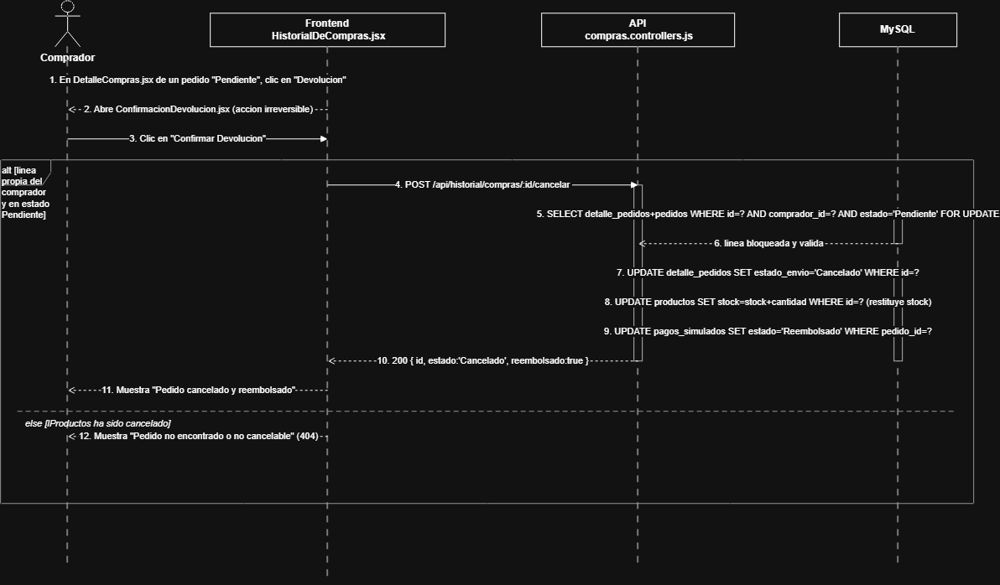 Comprador
Frontend
HistorialDeCompras.jsx
API
compras.controllers.js
MySQL
1. En DetalleCompras.jsx de un pedido "Pendiente", clic en "Devolucion"
2. Abre ConfirmacionDevolucion.jsx (accion irreversible)
3. Clic en "Confirmar Devolucion"
alt [linea
propia del
comprador
y en estado
Pendiente]
4. POST /api/historial/compras/:id/cancelar
5. SELECT detalle_pedidos+pedidos WHERE id=? AND comprador_id=? AND estado='Pendiente' FOR UPDATE
6. linea bloqueada y valida
7. UPDATE detalle_pedidos SET estado_envio='Cancelado' WHERE id=?
8. UPDATE productos SET stock=stock+cantidad WHERE id=? (restituye stock)
9. UPDATE pagos_simulados SET estado='Reembolsado' WHERE pedido_id=?
10. 200 { id, estado:'Cancelado', reembolsado:true }
11. Muestra "Pedido cancelado y reembolsado"
else [lProductos ha sido cancelado]
12. Muestra "Pedido no encontrado o no cancelable" (404)